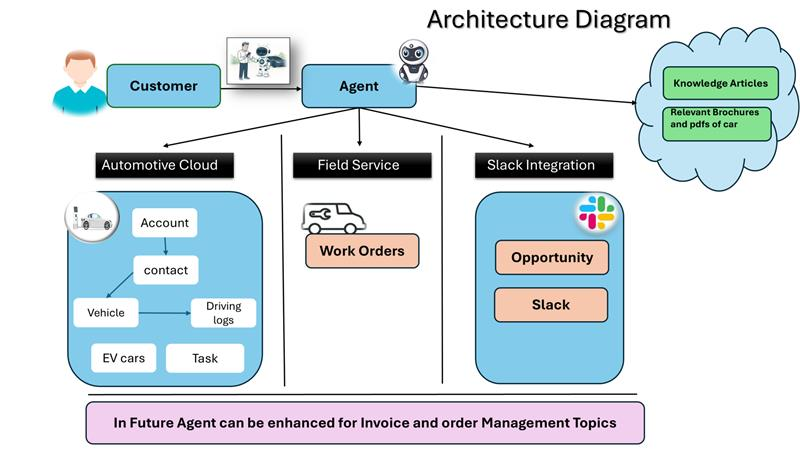 Architecture Diagram
Customer
Agent
Knowledge Articles
Relevant Brochures
and pdfs of car
Automotive Cloud
Field Service
Slack Integration
Account
contact
Vehicle
Driving
logs
EV cars
Task
Work Orders
Opportunity
Slack
In Future Agent can be enhanced for Invoice and order Management Topics